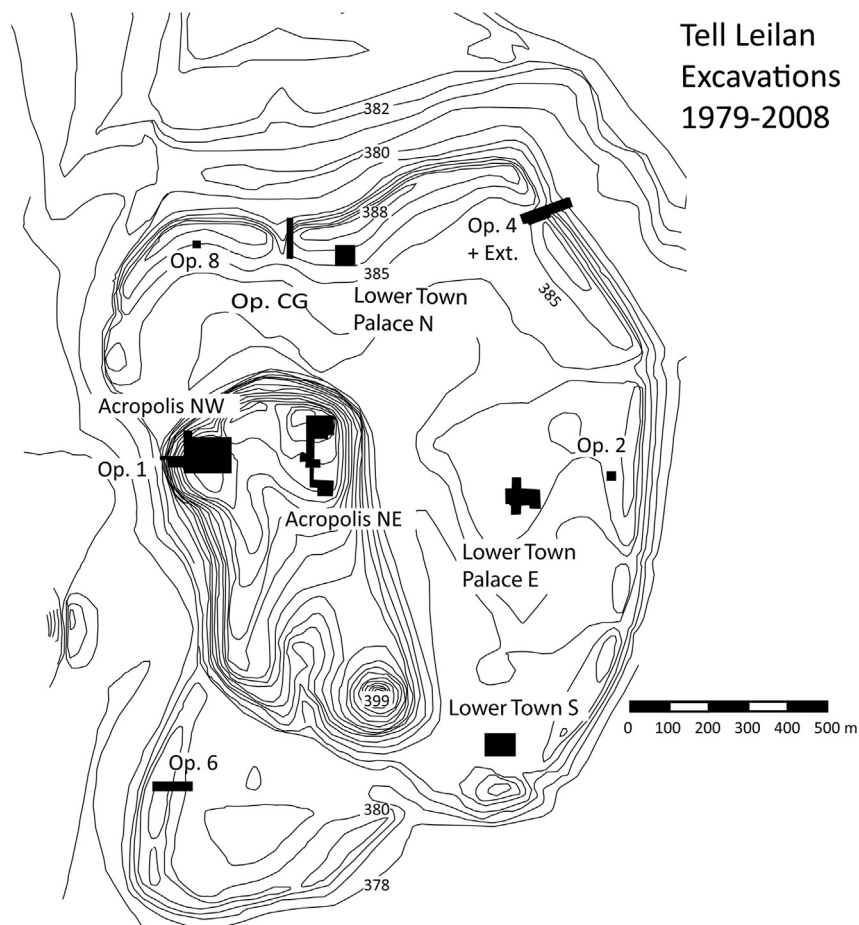 Tell Leilan
Excavations
1979-2008
382
380
388
Op. 4
+ Ext.
Op. 8
385
385
Op. CG
Lower Town
Palace N
Acropolis NW
Op. 1
Op. 2
Acropolis NE
Lower Town
Palace E
399
Lower Town S
0 100 200 300 400 500 m
Op. 6
380
378